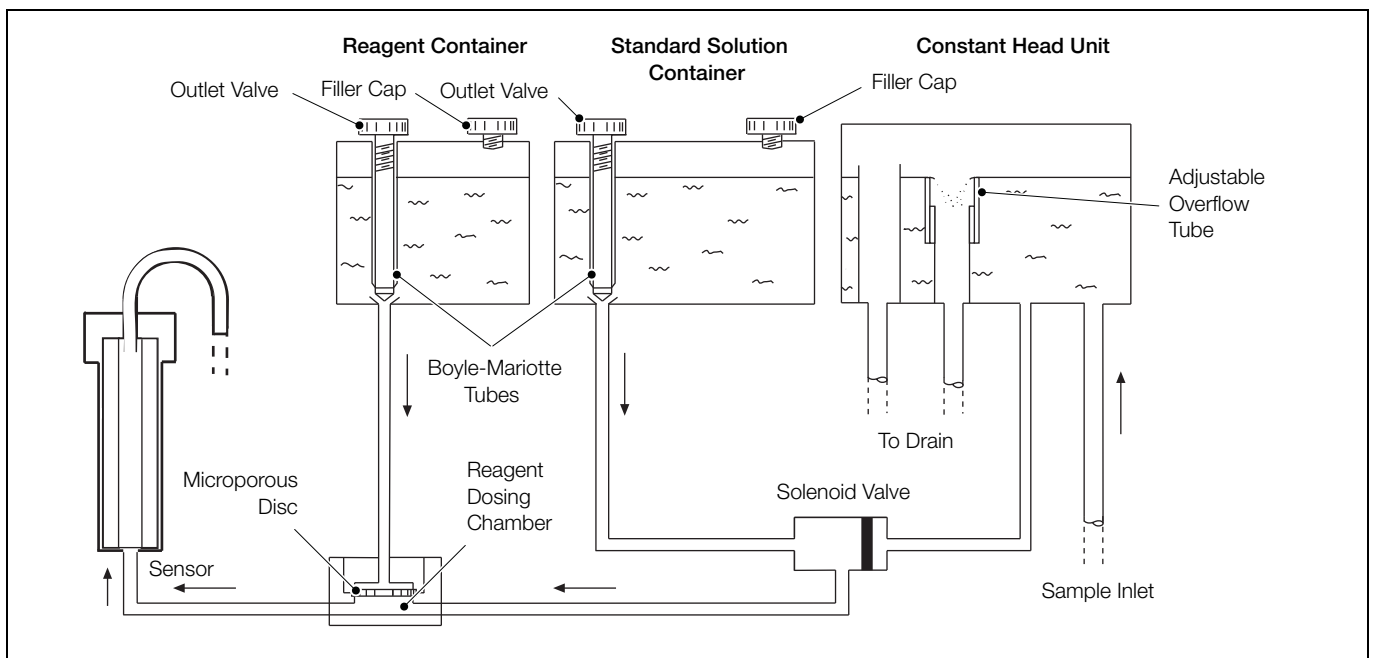 Reagent Container
Standard Solution
Container
Constant Head Unit
Outlet Valve
Filler Cap
Outlet Valve
Filler Cap
Adjustable
Overflow
Tube
Boyle-Mariotte
Tubes
To Drain
Microporous
Disc
Reagent
Dosing
Chamber
Solenoid Valve
Sensor
Sample Inlet